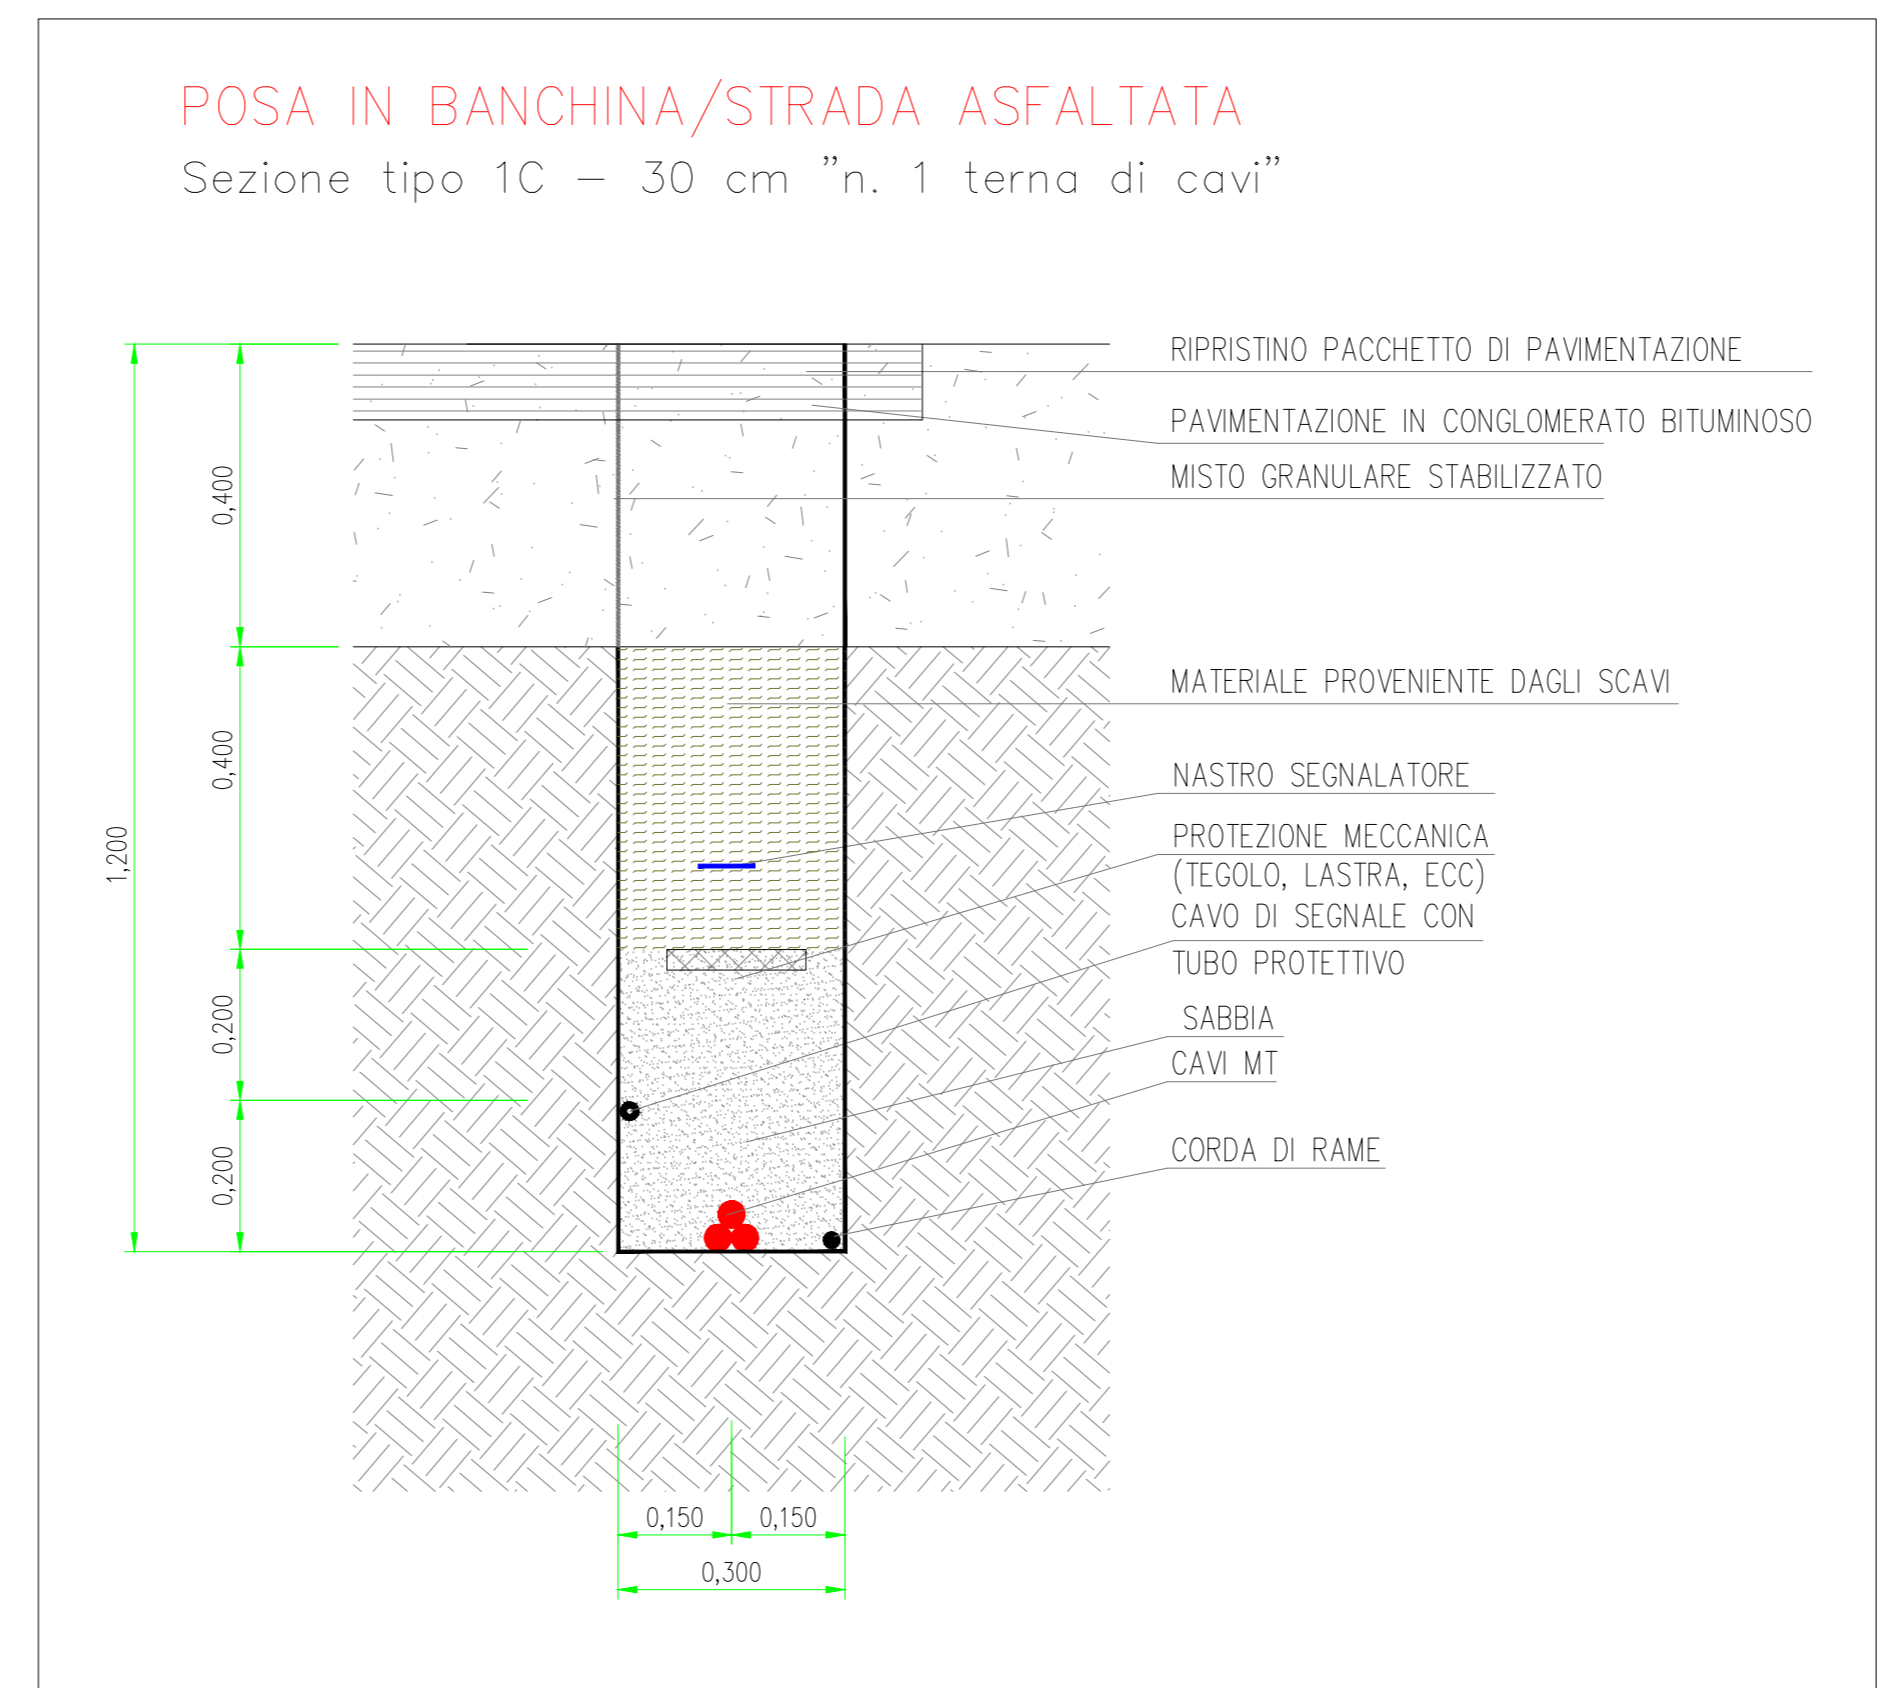 POSA IN BANCHINA/STRADA ASFALTATA
Sezione tipo 1C – 30 cm "n. 1 terna di cavi"
RIPRISTINO PACCHETTO DI PAVIMENTAZIONE
PAVIMENTAZIONE IN CONGLOMERATO BITUMINOSO
MISTO GRANULARE STABILIZZATO
0,400
MATERIALE PROVENIENTE DAGLI SCAVI
0,400
NASTRO SEGNALATORE
1,200
PROTEZIONE MECCANICA
(TEGOLO, LASTRA, ECC)
CAVO DI SEGNALE CON
TUBO PROTETTIVO
0,200
SABBIA
CAVI MT
CORDA DI RAME
0,200
0,150 0,150
0,300